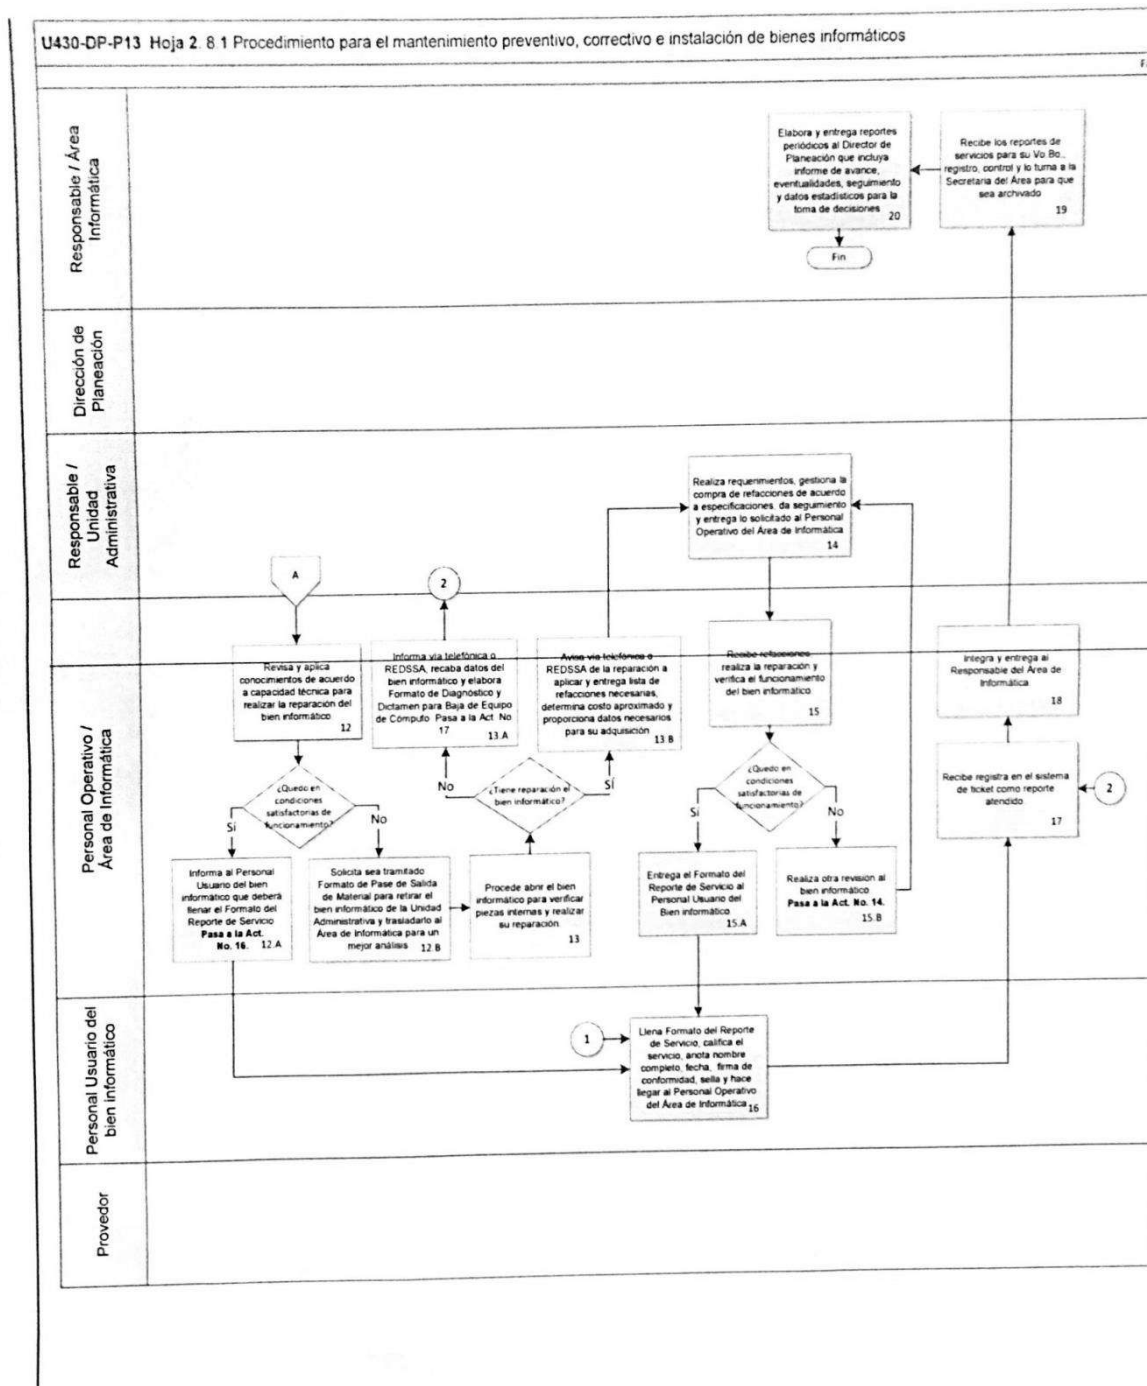 U430-DP-P13 Hoja 2. 8.1 Procedimiento para el mantenimiento preventivo, correctivo e instalación de bienes informáticos
Responsable / Área
Informática
Elabora y entrega reportes
periódicos al Director de
Planeación que incluya
informe de avance,
eventualidades, seguimiento
y datos estadísticos para la
toma de decisiones
20
Recibe los reportes de
servicios para su Vo.Bo.,
registro, control y lo turna a la
Secretaria del Área para que
sea archivado
19
Fin
Dirección de
Planeación
Responsable /
Unidad
Administrativa
Realiza requerimientos, gestiona la
compra de refacciones de acuerdo
a especificaciones, da seguimiento
y entrega lo solicitado al Personal
Operativo del Área de Informática
14
A
2
Personal Operativo /
Área de Informática
Revisa y aplica
conocimientos de acuerdo
a capacidad técnica para
realizar la reparación del
bien informático
12
Informa vía telefónica o
REDSSA, recaba datos del
bien informático y elabora
Formato de Diagnóstico y
Dictamen para Baja de Equipo
de Cómputo. Pasa a la Act. No.
17
13.A
Avisa vía telefónica o
REDSSA de la reparación a
aplicar y entrega lista de
refacciones necesarias,
determina costo aproximado y
proporciona datos necesarios
para su adquisición
13.B
Recibe refacciones
realiza la reparación y
verifica el funcionamiento
del bien informático
15
Integra y entrega al
Responsable del Área de
Informática.
18
¿Quedo en
condiciones
satisfactorias de
funcionamiento?
Sí
No
¿Tiene reparación el
bien informático?
No
Sí
¿Quedo en
condiciones
satisfactorias de
funcionamiento?
Sí
No
Recibe registra en el sistema
de ticket como reporte
atendido
17
2
Informa al Personal
Usuario del bien
informático que deberá
llenar el Formato del
Reporte de Servicio
Pasa a la Act.
No. 16. 12.A
Solicita sea tramitado
Formato de Pase de Salida
de Material para retirar el
bien informático de la Unidad
Administrativa y trasladarlo al
Área de Informática para un
mejor análisis 12.B
Procede abrir el bien
informático para verificar
piezas internas y realizar
su reparación.
13
Entrega el Formato del
Reporte de Servicio al
Personal Usuario del
Bien informático
15.A
Realiza otra revisión al
bien informático
Pasa a la Act. No. 14.
15.B
Personal Usuario del
bien informático
1
Llena Formato del Reporte
de Servicio, califica el
servicio, anota nombre
completo, fecha, firma de
conformidad, sella y hace
llegar al Personal Operativo
del Área de Informática 16
Provedor